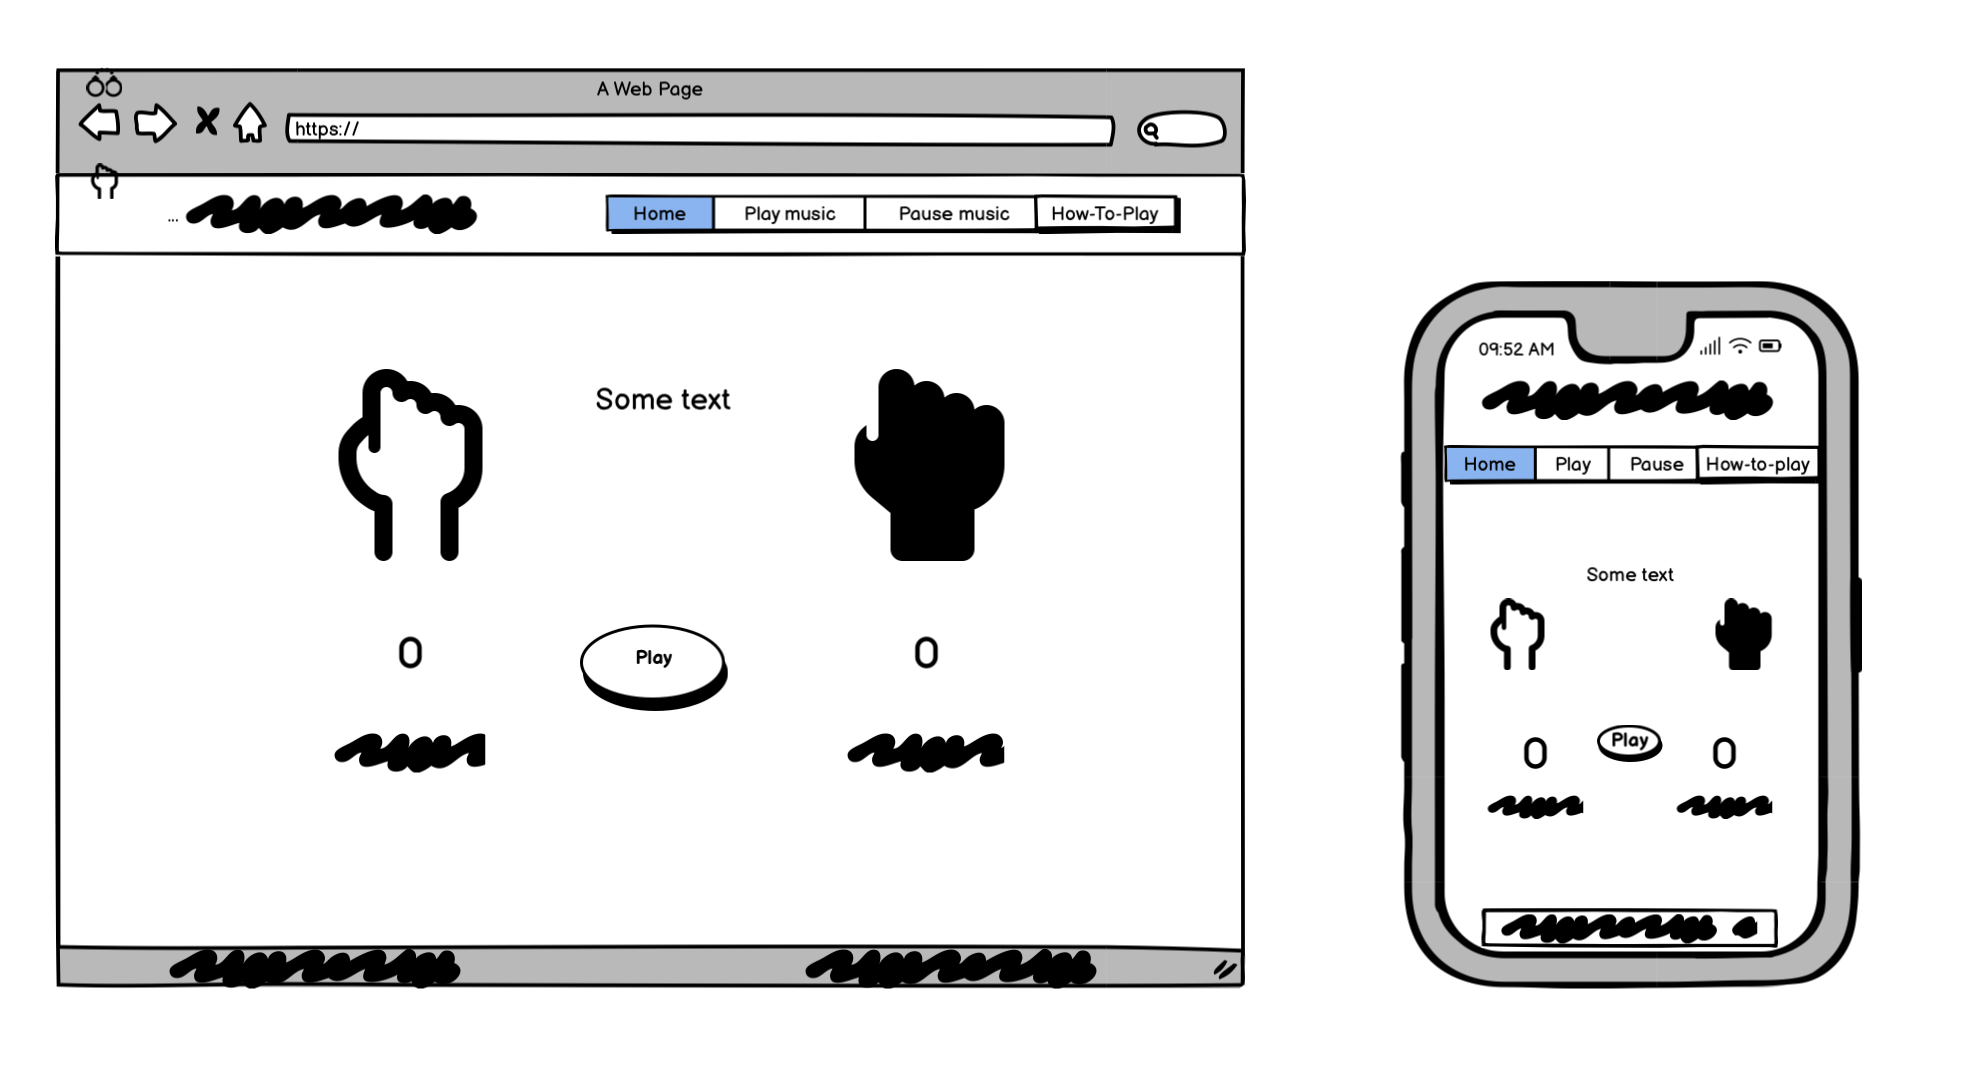 A Web Page
https://
... Home Play music Pause music How-To-Play
Some text
0 Play 0
09:52 AM
Home Play Pause How-to-play
Some text
Play
0 0